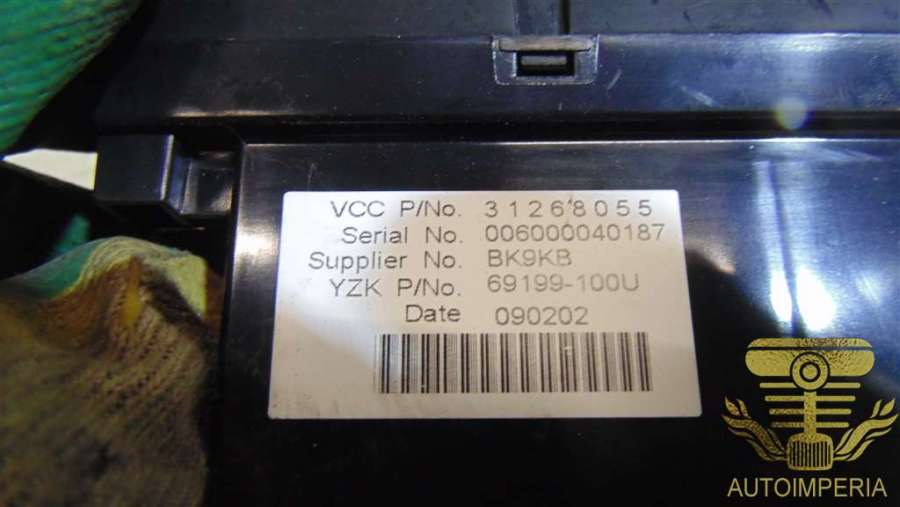 VCC P/No. 31268055
Serial No. 006000040187
Supplier No. BK9KB
YZK P/No. 69199-100U
Date 090202
AUTOIMPERIA